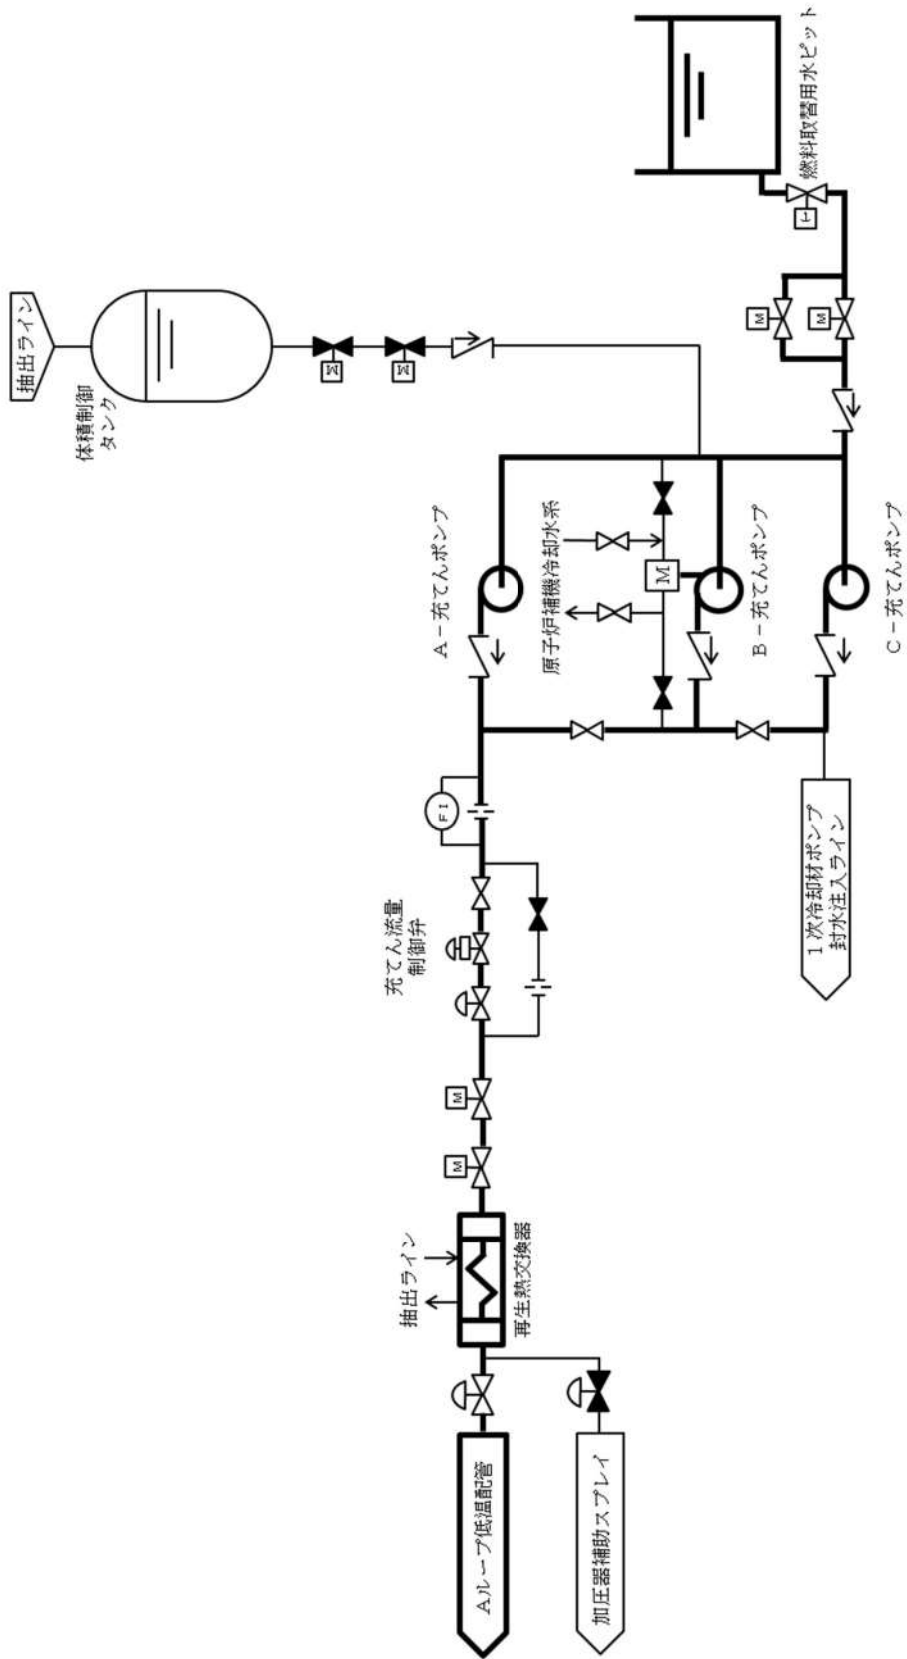 抽出ライン
体積制御
タンク
燃料取替用水ピット
A-充てんポンプ
原子炉補機冷却水系
B-充てんポンプ
C-充てんポンプ
M
M
M
M
M
FI
充てん流量
制御弁
1次冷却材ポンプ
封水注入ライン
M
M
抽出ライン
再生熱交換器
Aループ低温配管
加圧器補助スプレイ